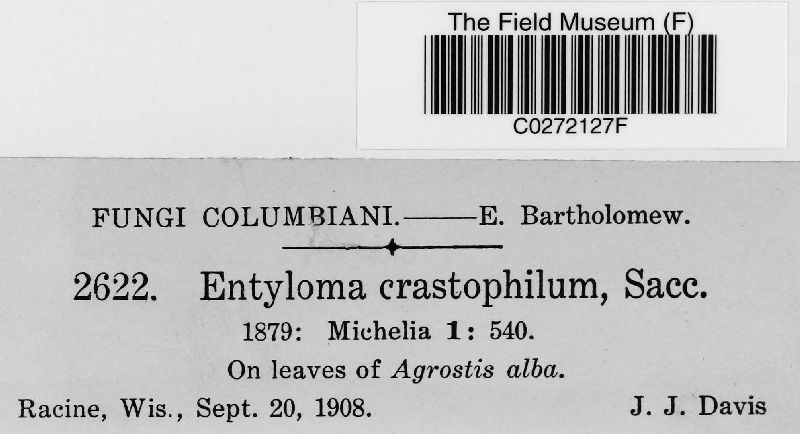 The Field Museum (F)
C0272127F
FUNGI COLUMBIANI.——E. Bartholomew.
2622. Entyloma crastophilum, Sacc.
1879: Michelia 1: 540.
On leaves of Agrostis alba.
Racine, Wis., Sept. 20, 1908. J. J. Davis